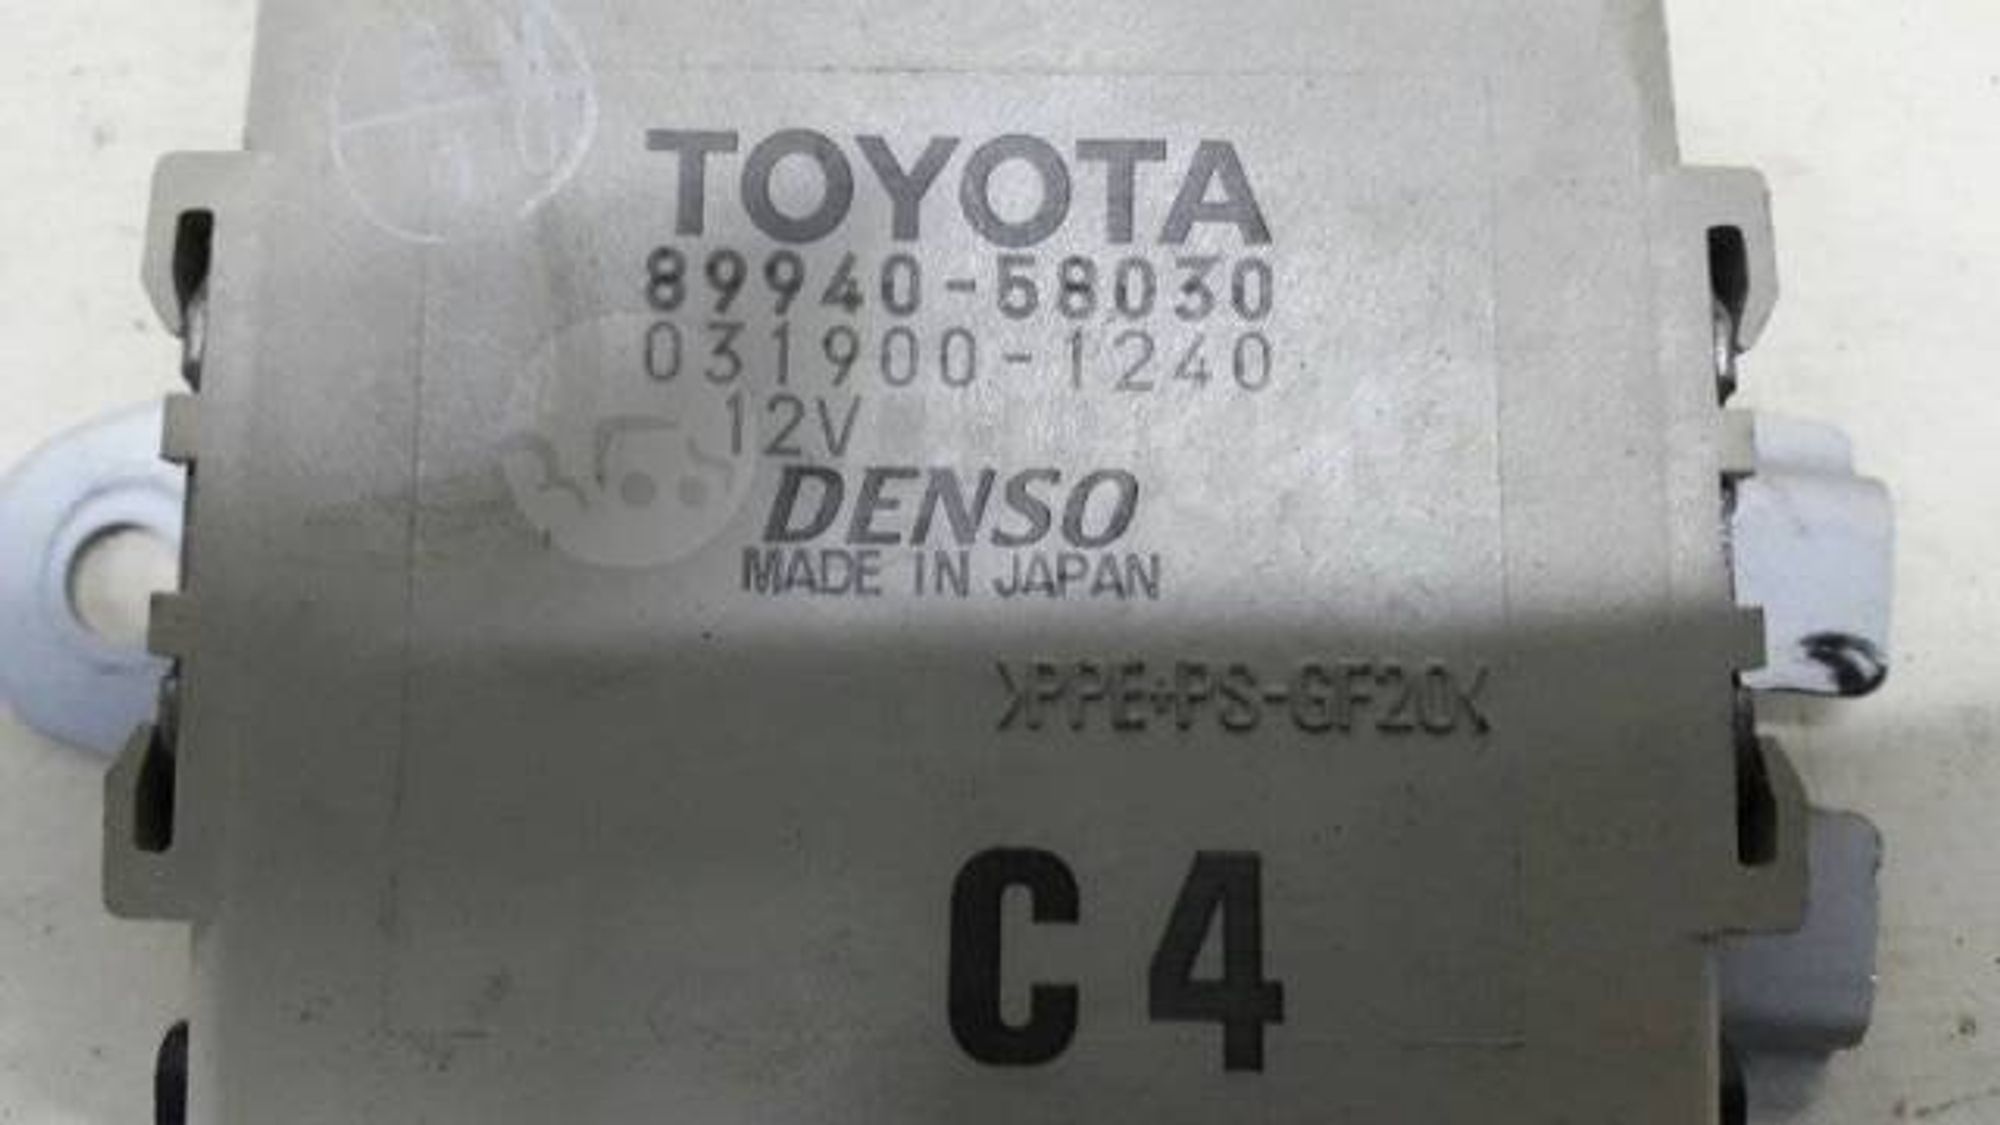 TOYOTA
89940-58030
031900-1240
12V
DENSO
MADE IN JAPAN
>PPE+PS-GF20<
C4